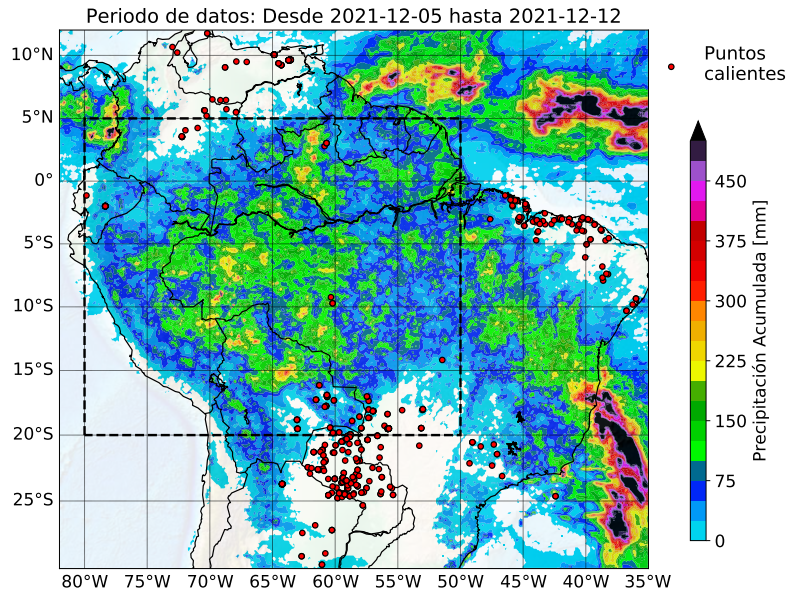 Periodo de datos: Desde 2021-12-05 hasta 2021-12-12
Puntos
calientes
10°N
5°N
0°
5°S
10°S
15°S
20°S
25°S
80°W 75°W 70°W 65°W 60°W 55°W 50°W 45°W 40°W 35°W
450
375
300
225
150
75
0
Precipitación Acumulada [mm]